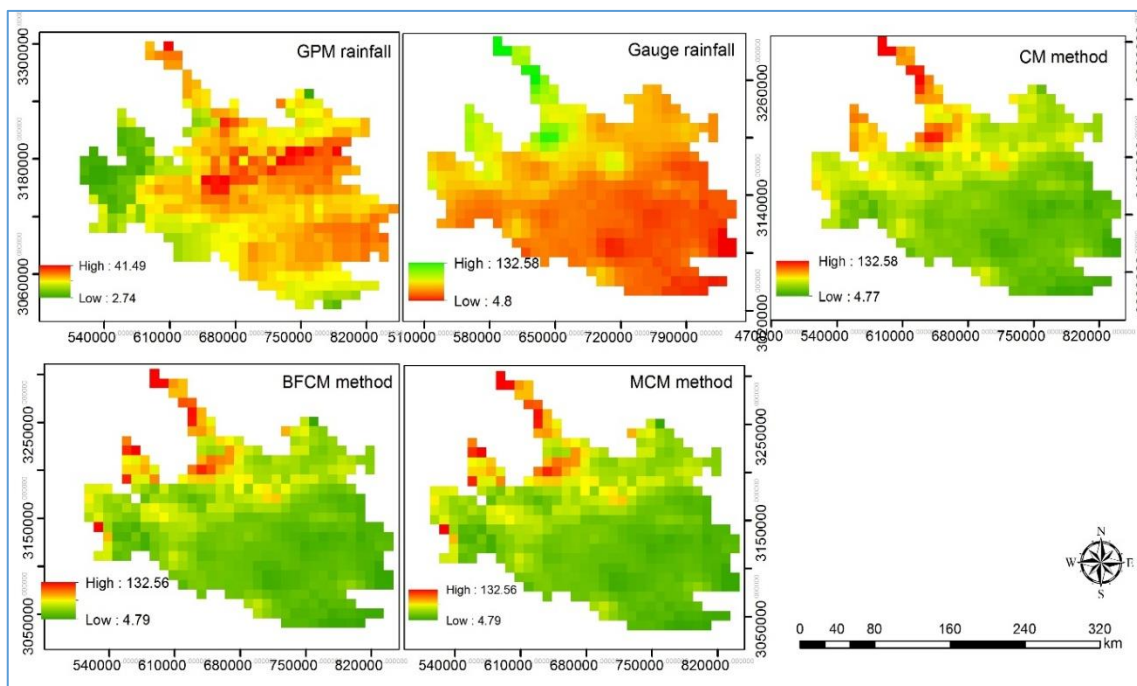 GPM rainfall
3300000
3180000
3060000
High : 41.49
Low : 2.74
540000 610000 680000 750000 820000
Gauge rainfall
3260000
3140000
3020000
High : 132.58
Low : 4.8
510000 580000 650000 720000 790000
CM method
High : 132.58
Low : 4.77
470
540000 610000 680000 750000 820000
BFCM method
3250000
3150000
3050000
High : 132.56
Low : 4.79
540000 610000 680000 750000 820000
MCM method
3250000
3150000
3050000
High : 132.56
Low : 4.79
540000 610000 680000 750000 820000
N
W E
S
0 40 80 160 240 320
km